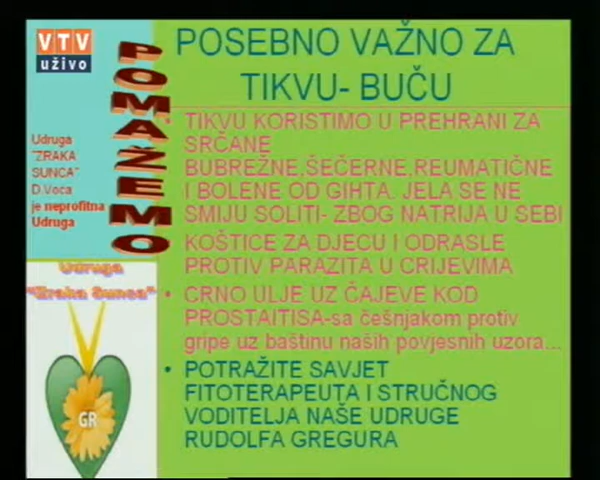 VTV
uživo
POMAŽEMO
Udruga
"ZRAKA
SUNCA"
D.Voca
je neprofitna
Udruga
Udruga
"Zraka Sunca"
GR
POSEBNO VAŽNO ZA
TIKVU- BUČU
• TIKVU KORISTIMO U PREHRANI ZA
SRČANE
BUBREŽNE,ŠEČERNE,REUMATIČNE
I BOLENE OD GIHTA. JELA SE NE
SMIJU SOLITI- ZBOG NATRIJA U SEBI
KOŠTICE ZA DJECU I ODRASLE
PROTIV PARAZITA U CRIJEVIMA
• CRNO ULJE UZ ČAJEVE KOD
PROSTAITISA-sa češnjakom protiv
gripe uz baštinu naših povjesnih uzora...
• POTRAŽITE SAVJET
FITOTERAPEUTA I STRUČNOG
VODITELJA NAŠE UDRUGE
RUDOLFA GREGURA